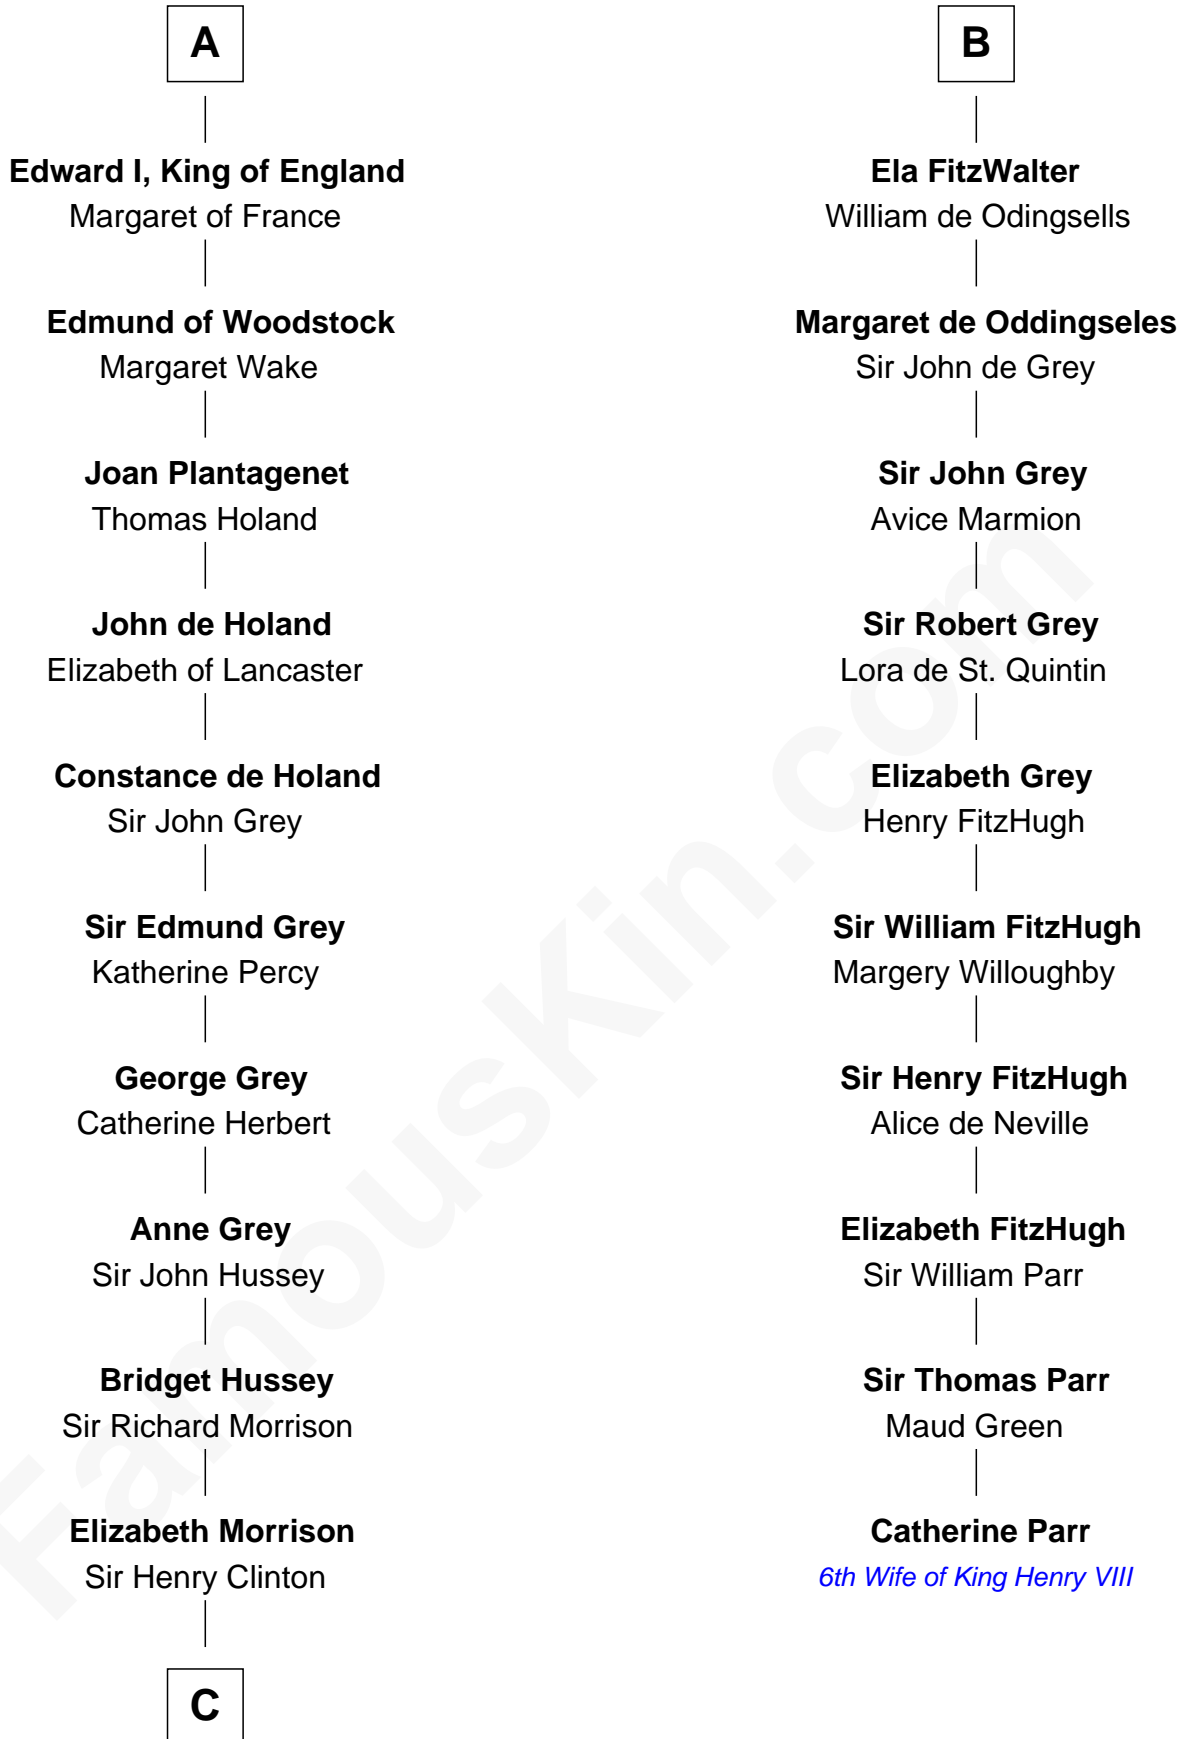 A
Edward I, King of England
Margaret of France
Edmund of Woodstock
Margaret Wake
Joan Plantagenet
Thomas Holand
John de Holand
Elizabeth of Lancaster
Constance de Holand
Sir John Grey
Sir Edmund Grey
Katherine Percy
George Grey
Catherine Herbert
Anne Grey
Sir John Hussey
Bridget Hussey
Sir Richard Morrison
Elizabeth Morrison
Sir Henry Clinton
C
B
Ela FitzWalter
William de Odingsells
Margaret de Oddingseles
Sir John de Grey
Sir John Grey
Avice Marmion
Sir Robert Grey
Lora de St. Quintin
Elizabeth Grey
Henry FitzHugh
Sir William FitzHugh
Margery Willoughby
Sir Henry FitzHugh
Alice de Neville
Elizabeth FitzHugh
Sir William Parr
Sir Thomas Parr
Maud Green
Catherine Parr
6th Wife of King Henry VIII
FamousKin.com